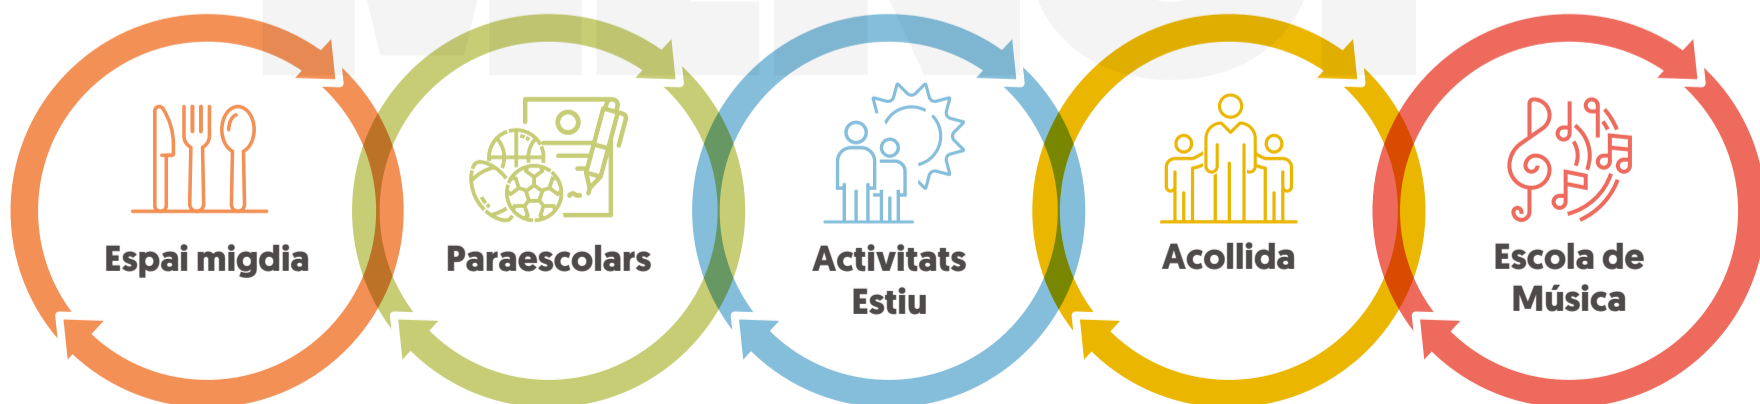 Espai migdia
Paraescolars
Activitats
Estiu
Acollida
Escola de
Música